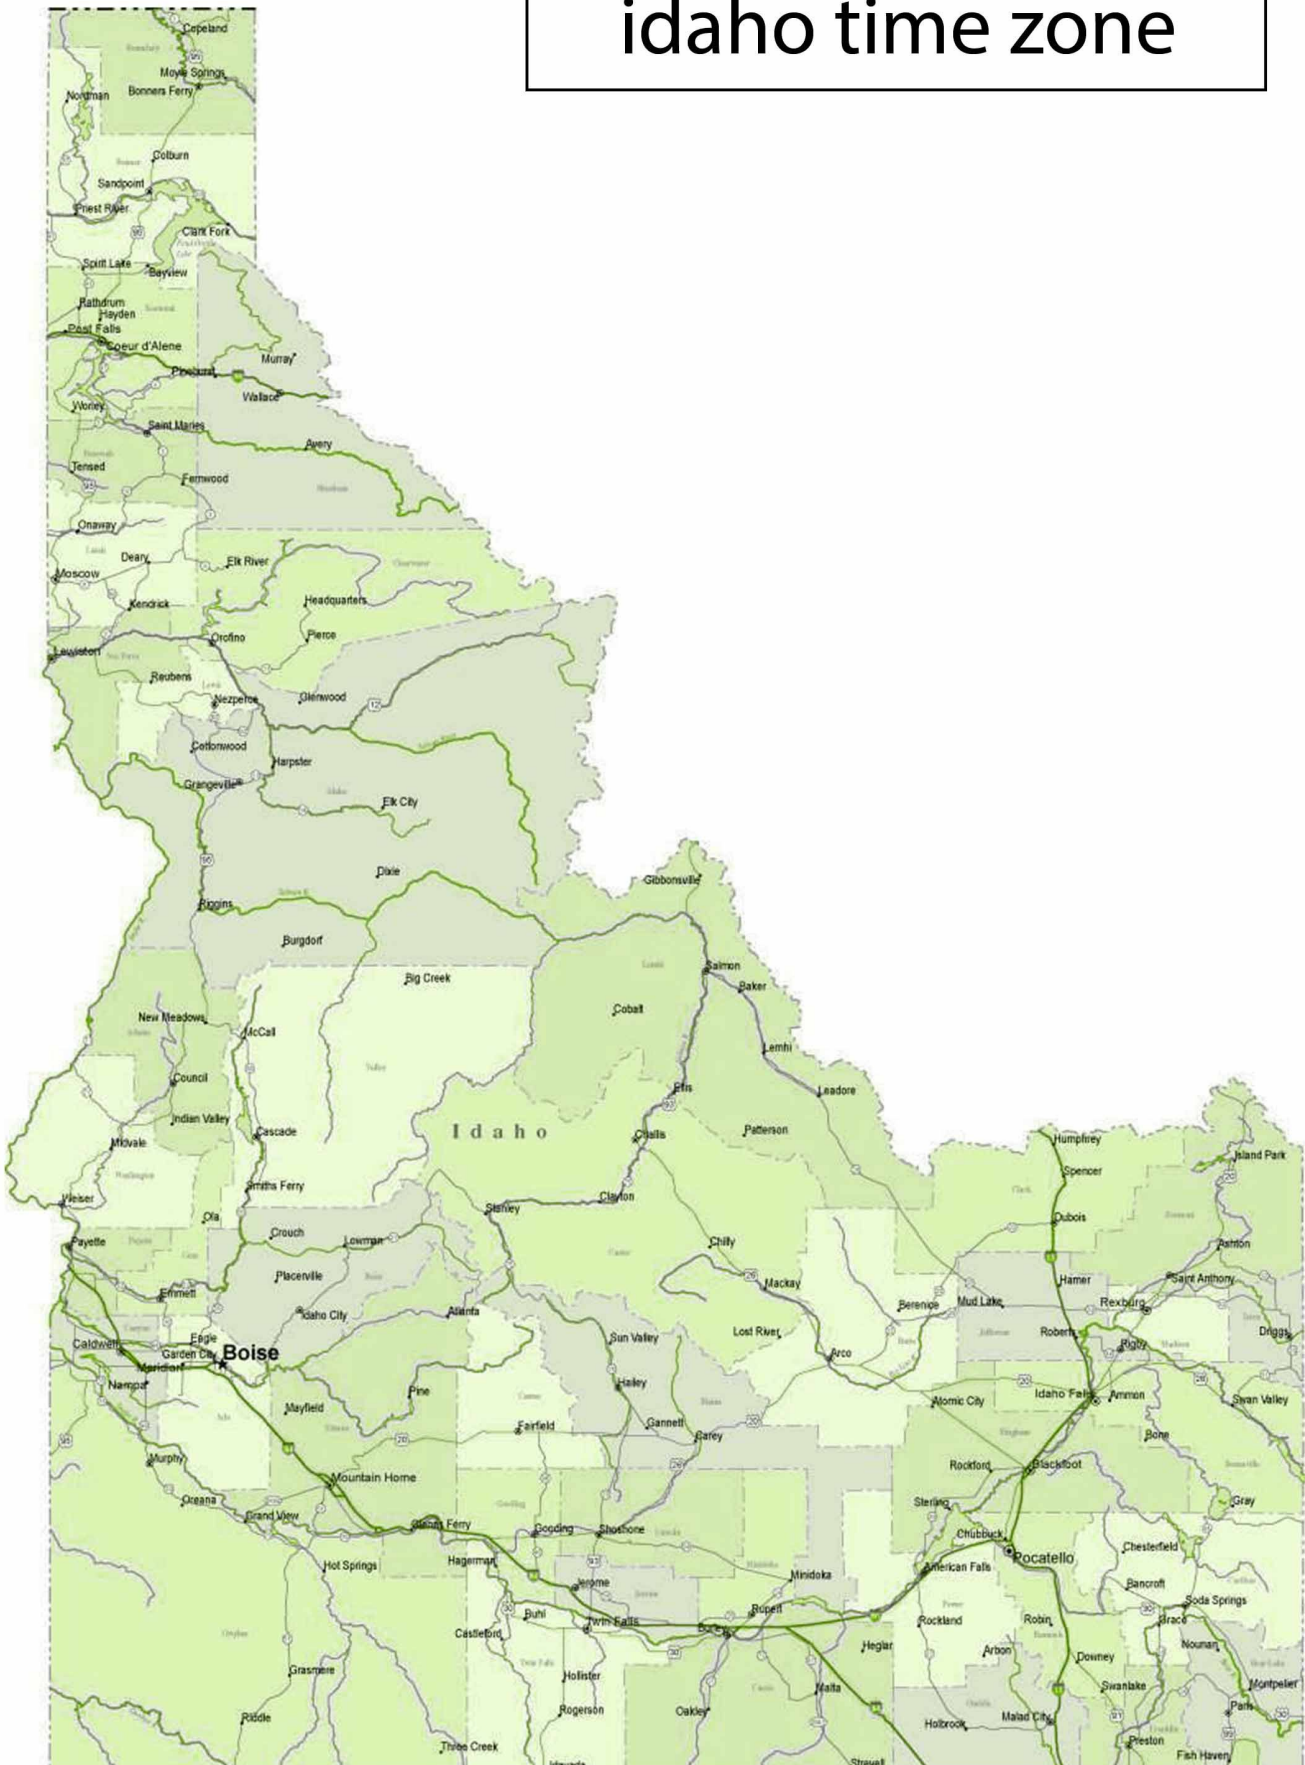 idaho time zone
Copeland
Moyie Springs
Bonners Ferry
Nordman
Colburn
Sandpoint
Priest River
Clark Fork
Spirit Lake
Bayview
Rathdrum
Hayden
Post Falls
Coeur d'Alene
Murray
Pinehurst
Wallace
Worley
Saint Maries
Avery
Tensed
Fernwood
Onaway
Deary
Elk River
Moscow
Kendrick
Headquarters
Orofino
Pierce
Lewiston
Reubens
Nezperce
Glenwood
12
Cottonwood
Harpster
Grangeville
Elk City
95
Dixie
Gibbonsville
Riggins
Burgdorf
Big Creek
Salmon
Baker
Cobalt
New Meadows
McCall
Lemhi
Council
Ellis
Leadore
Indian Valley
Idaho
Cascade
Challis
Patterson
Midvale
Humphrey
Island Park
Spencer
Smiths Ferry
Weiser
Clayton
Stanley
Ola
Dubois
Crouch
Lowman
Payette
Chilly
Ashton
Placerville
Mackay
Hamer
Saint Anthony
Emmett
Idaho City
Atlanta
Berenice
Mud Lake
Rexburg
Eagle
Sun Valley
Lost River
Roberts
Rigby
Driggs
Caldwell
Garden City
Boise
Meridian
Arco
Nampa
Hailey
Pine
20
Idaho Falls
Ammon
Atomic City
Swan Valley
Mayfield
Fairfield
Gannett
Carey
20
Bone
95
Murphy
Mountain Home
Rockford
Blackfoot
Oreana
Sterling
Gray
Grand View
Glenns Ferry
Gooding
Shoshone
Chubbuck
Chesterfield
Hot Springs
Hagerman
Pocatello
American Falls
Jerome
Minidoka
Bancroft
Soda Springs
Buhl
Rupert
Twin Falls
Burley
Rockland
Robin
Grace
Castleford
Heglar
Arbon
Nounan
Downey
Grasmere
Hollister
Malta
Swanlake
Montpelier
Riddle
Rogerson
Oakley
Holbrook
Malad City
Paris
Three Creek
Preston
Fish Haven
Strevell